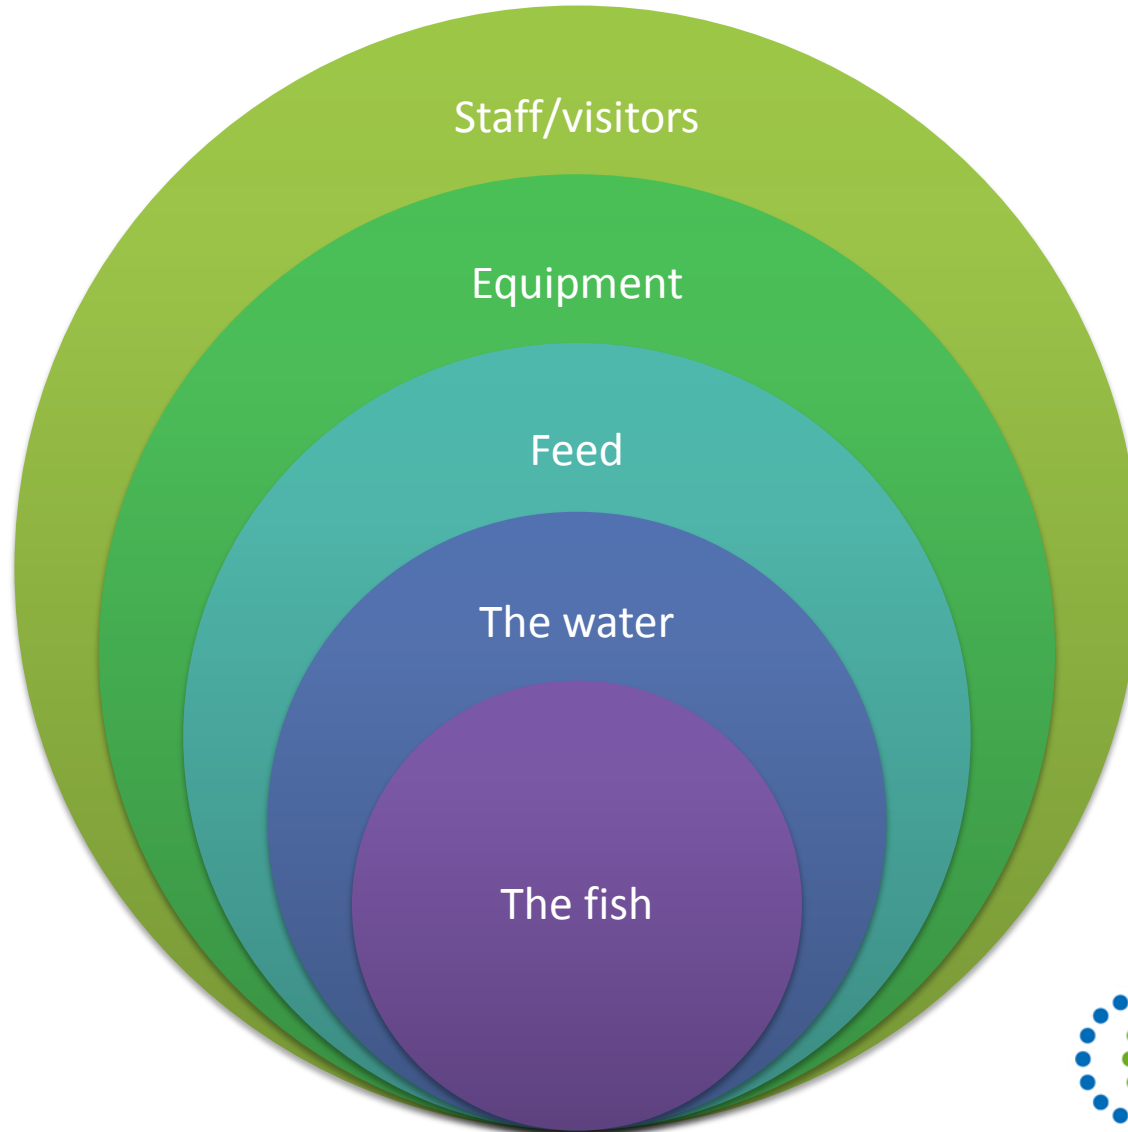 Staff/visitors
Equipment
Feed
The water
The fish